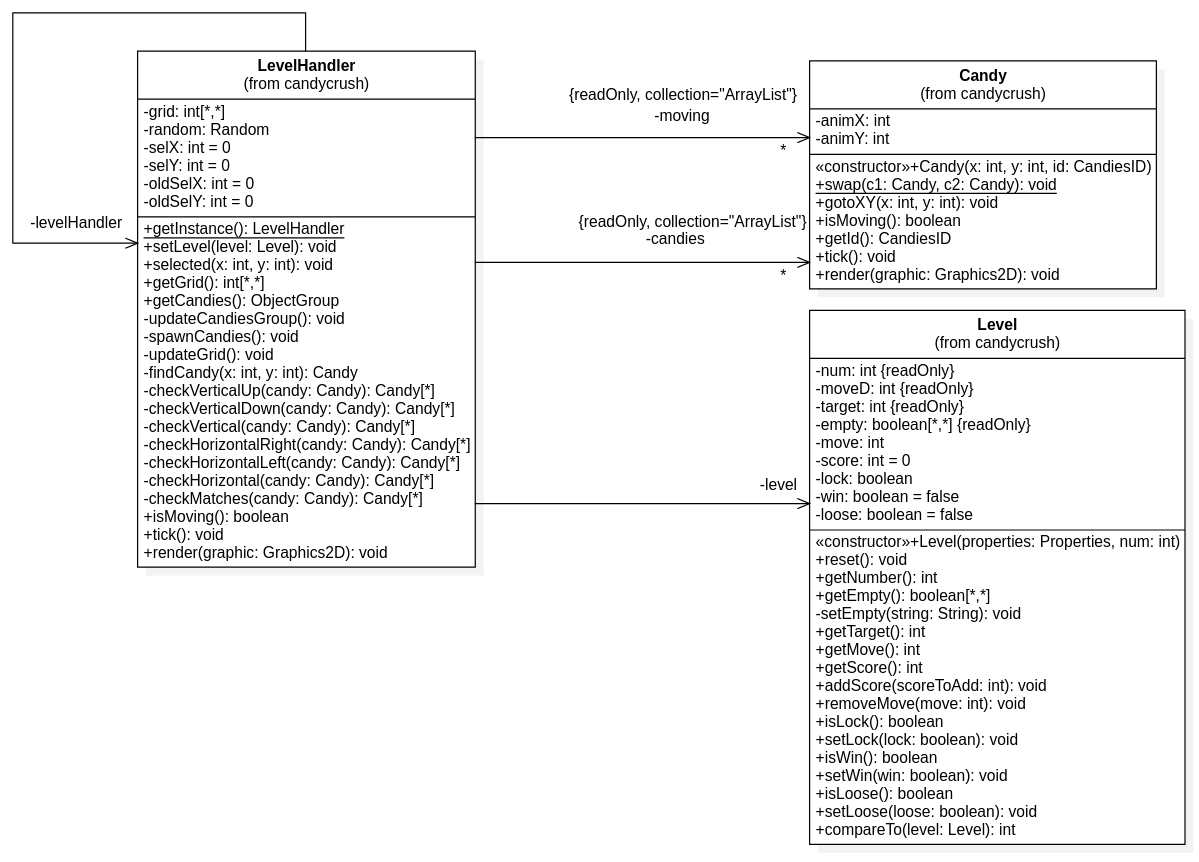 LevelHandler
(from candycrush)
-grid: int[*,*]
-random: Random
-selX: int = 0
-selY: int = 0
-oldSelX: int = 0
-oldSelY: int = 0
+getInstance(): LevelHandler
+setLevel(level: Level): void
+selected(x: int, y: int): void
+getGrid(): int[*,*]
+getCandies(): ObjectGroup
-updateCandiesGroup(): void
-spawnCandies(): void
-updateGrid(): void
-findCandy(x: int, y: int): Candy
-checkVerticalUp(candy: Candy): Candy[*]
-checkVerticalDown(candy: Candy): Candy[*]
-checkVertical(candy: Candy): Candy[*]
-checkHorizontalRight(candy: Candy): Candy[*]
-checkHorizontalLeft(candy: Candy): Candy[*]
-checkHorizontal(candy: Candy): Candy[*]
-checkMatches(candy: Candy): Candy[*]
+isMoving(): boolean
+tick(): void
+render(graphic: Graphics2D): void
-levelHandler
{readOnly, collection="ArrayList"}
-moving
*
{readOnly, collection="ArrayList"}
-candies
*
-level
Candy
(from candycrush)
-animX: int
-animY: int
«constructor»+Candy(x: int, y: int, id: CandiesID)
+swap(c1: Candy, c2: Candy): void
+gotoXY(x: int, y: int): void
+isMoving(): boolean
+getId(): CandiesID
+tick(): void
+render(graphic: Graphics2D): void
Level
(from candycrush)
-num: int {readOnly}
-moveD: int {readOnly}
-target: int {readOnly}
-empty: boolean[*,*] {readOnly}
-move: int
-score: int = 0
-lock: boolean
-win: boolean = false
-loose: boolean = false
«constructor»+Level(properties: Properties, num: int)
+reset(): void
+getNumber(): int
+getEmpty(): boolean[*,*]
-setEmpty(string: String): void
+getTarget(): int
+getMove(): int
+getScore(): int
+addScore(scoreToAdd: int): void
+removeMove(move: int): void
+isLock(): boolean
+setLock(lock: boolean): void
+isWin(): boolean
+setWin(win: boolean): void
+isLoose(): boolean
+setLoose(loose: boolean): void
+compareTo(level: Level): int